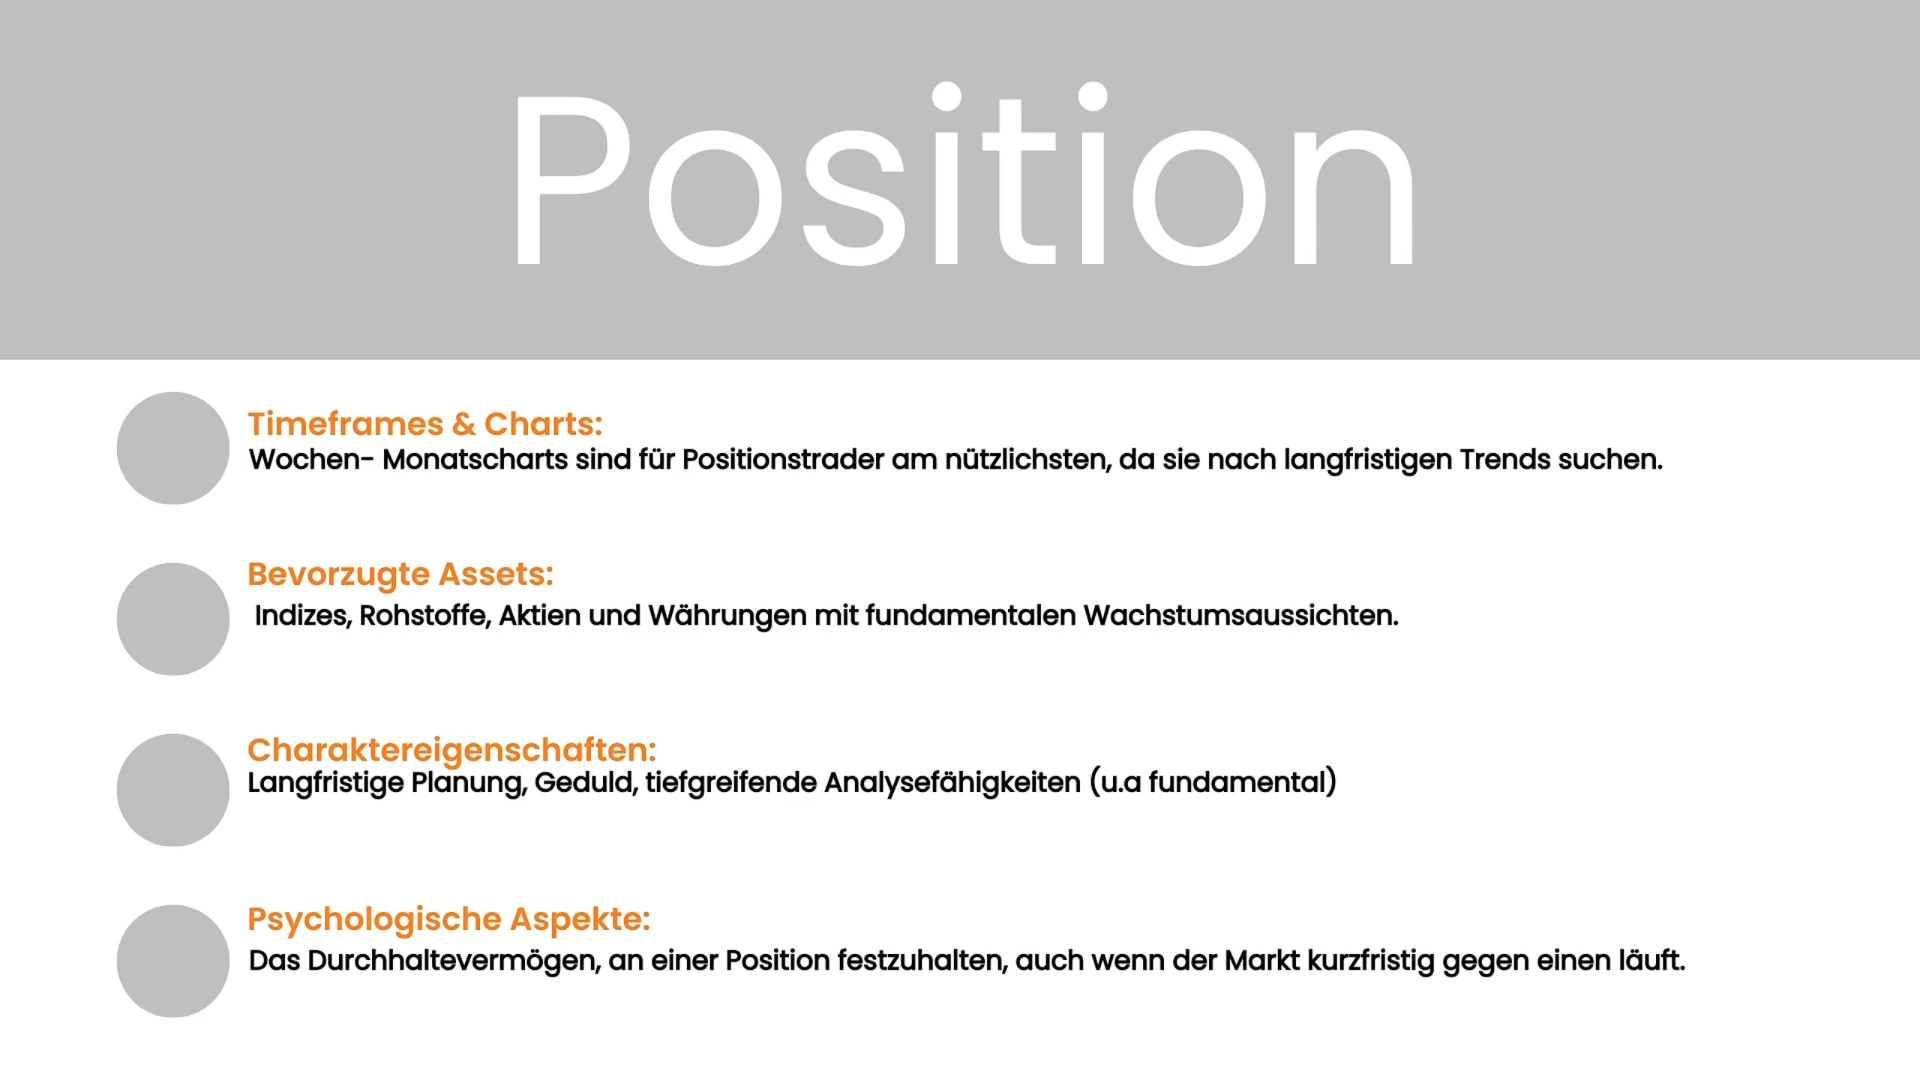 Position
Timeframes & Charts:
Wochen- Monatscharts sind für Positionstrader am nützlichsten, da sie nach langfristigen Trends suchen.
Bevorzugte Assets:
Indizes, Rohstoffe, Aktien und Währungen mit fundamentalen Wachstumsaussichten.
Charaktereigenschaften:
Langfristige Planung, Geduld, tiefgreifende Analysefähigkeiten (u.a fundamental)
Psychologische Aspekte:
Das Durchhaltevermögen, an einer Position festzuhalten, auch wenn der Markt kurzfristig gegen einen läuft.